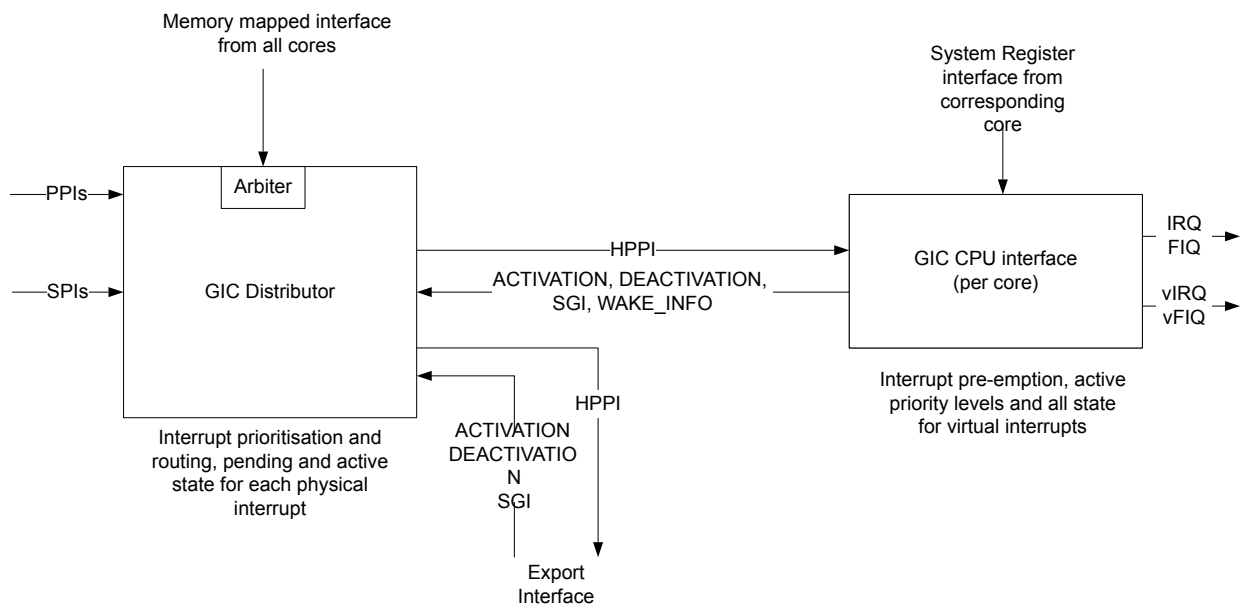 Memory mapped interface
from all cores
System Register
interface from
corresponding
core
PPIs
Arbiter
SPIs
GIC Distributor
HPPI
ACTIVATION, DEACTIVATION,
SGI, WAKE_INFO
GIC CPU interface
(per core)
IRQ
FIQ
vIRQ
vFIQ
Interrupt pre-emption, active
priority levels and all state
for virtual interrupts
HPPI
ACTIVATION
DEACTIVATIO
N
SGI
Interrupt prioritisation and
routing, pending and active
state for each physical
interrupt
Export
Interface